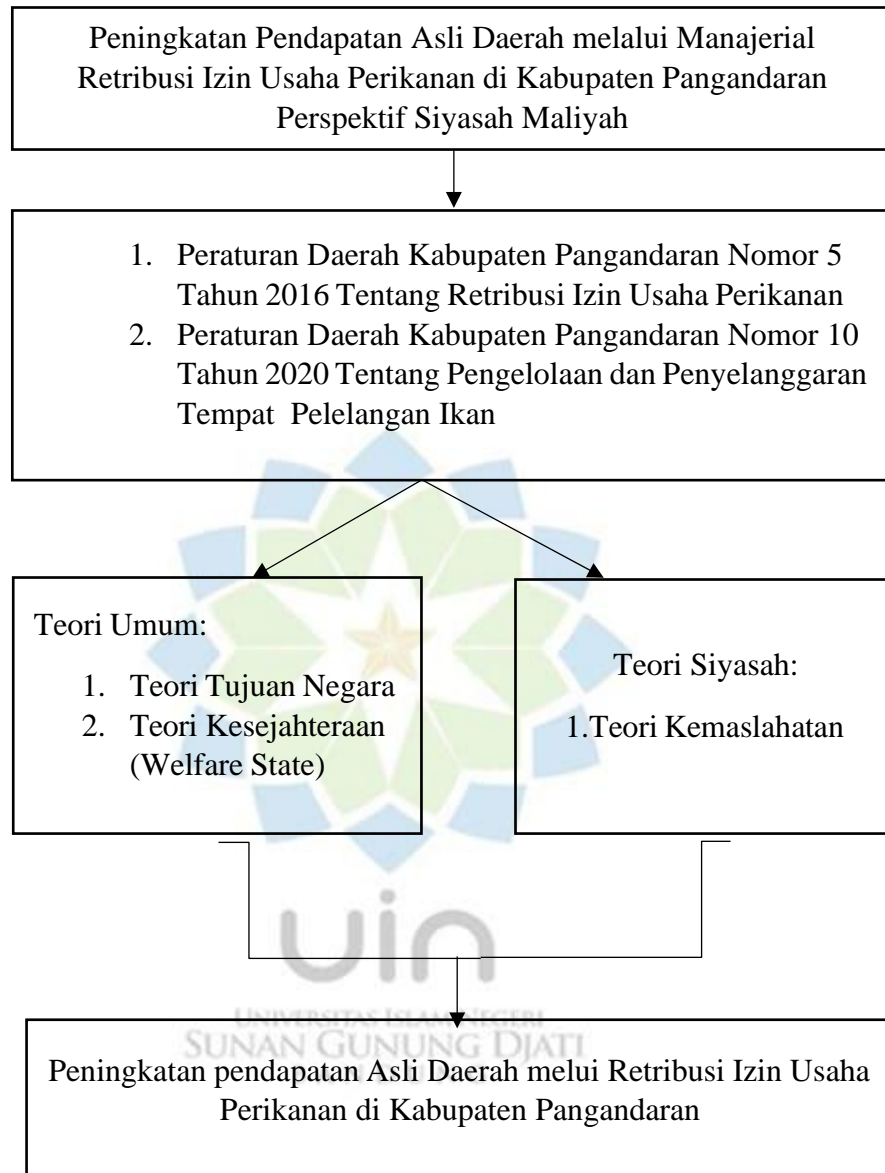 Peningkatan Pendapatan Asli Daerah melalui Manajerial
Retribusi Izin Usaha Perikanan di Kabupaten Pangandaran
Perspektif Siyasah Maliyah
1. Peraturan Daerah Kabupaten Pangandaran Nomor 5
Tahun 2016 Tentang Retribusi Izin Usaha Perikanan
2. Peraturan Daerah Kabupaten Pangandaran Nomor 10
Tahun 2020 Tentang Pengelolaan dan Penyelanggaran
Tempat Pelelangan Ikan
Teori Umum:
1. Teori Tujuan Negara
2. Teori Kesejahteraan
(Welfare State)
Teori Siyasah:
1.Teori Kemaslahatan
uin
UNIVERSITAS ISLAM NEGERI
SUNAN GUNUNG DJATI
Peningkatan pendapatan Asli Daerah melui Retribusi Izin Usaha
Perikanan di Kabupaten Pangandaran